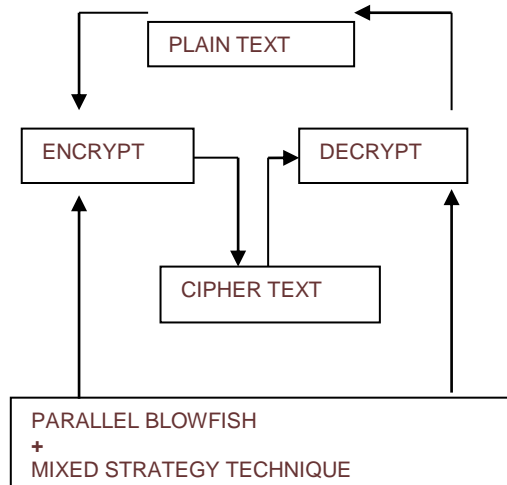 PLAIN TEXT
ENCRYPT
DECRYPT
CIPHER TEXT
PARALLEL BLOWFISH
+
MIXED STRATEGY TECHNIQUE